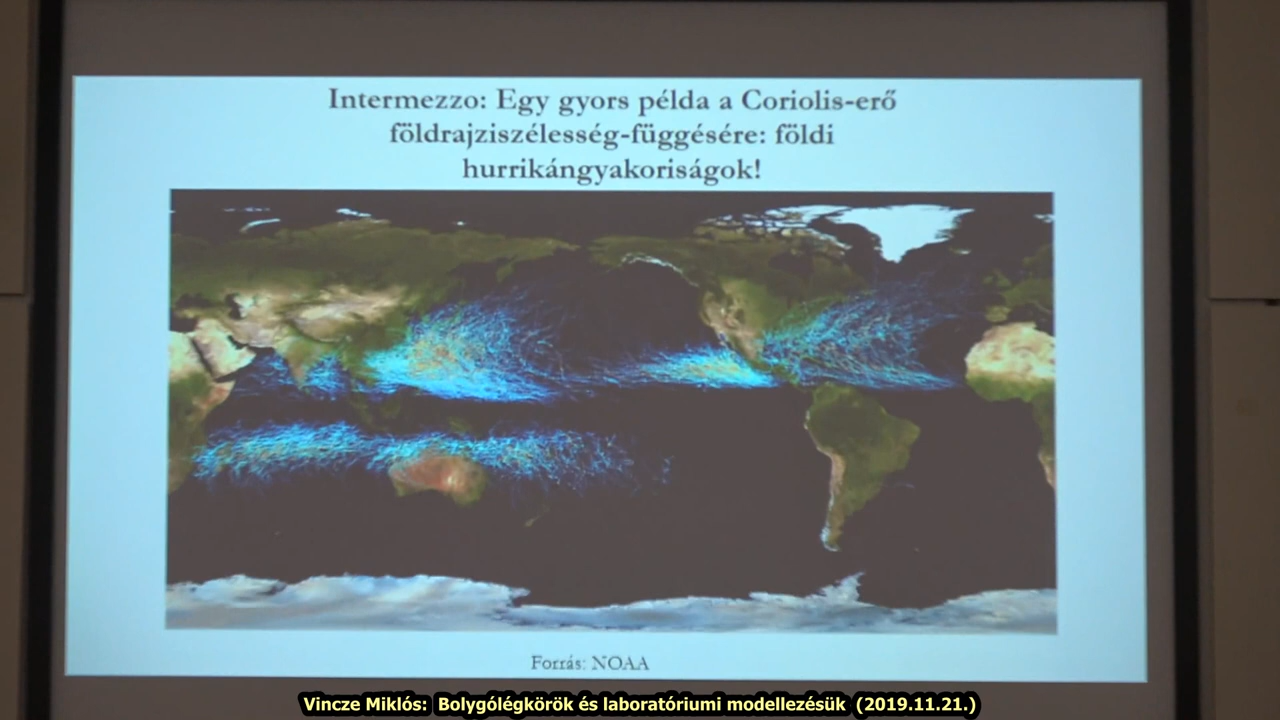 Intermezzo: Egy gyors példa a Coriolis-erő
földrajziszélesség-függésére: földi
hurrikángyakoriságok!
Forrás: NOAA
Vincze Miklós: Bolygólégkörök és laboratóriumi modellezésük (2019.11.21.)